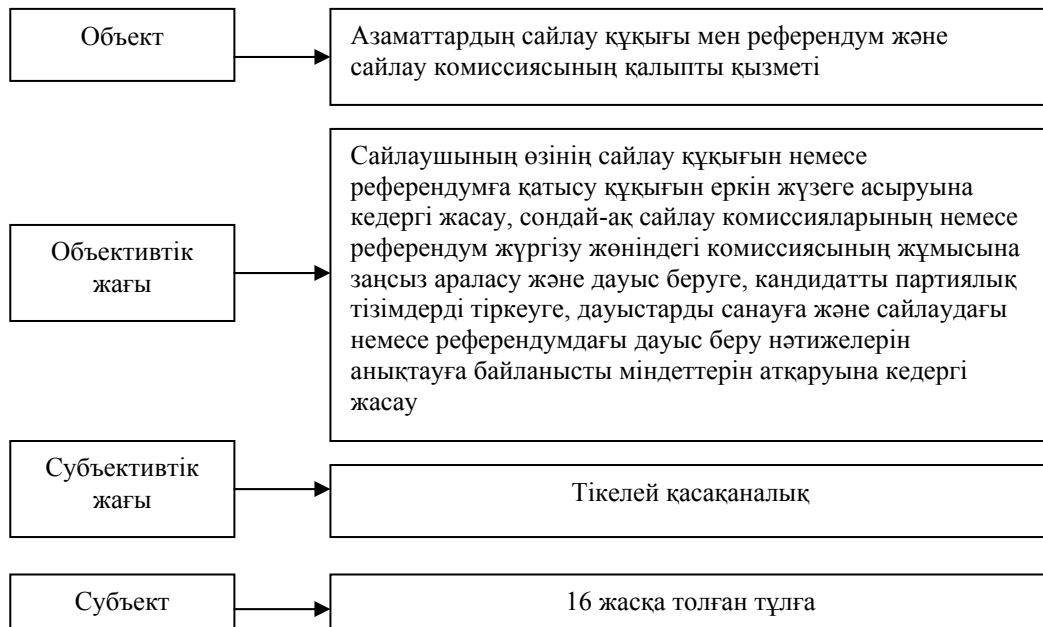 Объект
Азаматтардың сайлау құқығы мен референдум және
сайлау комиссиясының қалыпты қызметі
Объективтік
жағы
Сайлаушының өзінің сайлау құқығын немесе
референдумға қатысу құқығын еркін жүзеге асыруына
кедергі жасау, сондай-ақ сайлау комиссияларының немесе
референдум жүргізу жөніндегі комиссиясының жұмысына
заңсыз араласу және дауыс беруге, кандидатты партиялық
тізімдерді тіркеуге, дауыстарды санауға және сайлаудағы
немесе референдумдағы дауыс беру нәтижелерін
анықтауға байланысты міндеттерін атқаруына кедергі
жасау
Субъективтік
жағы
Тікелей қасақаналық
Субъект
16 жасқа толған тұлға